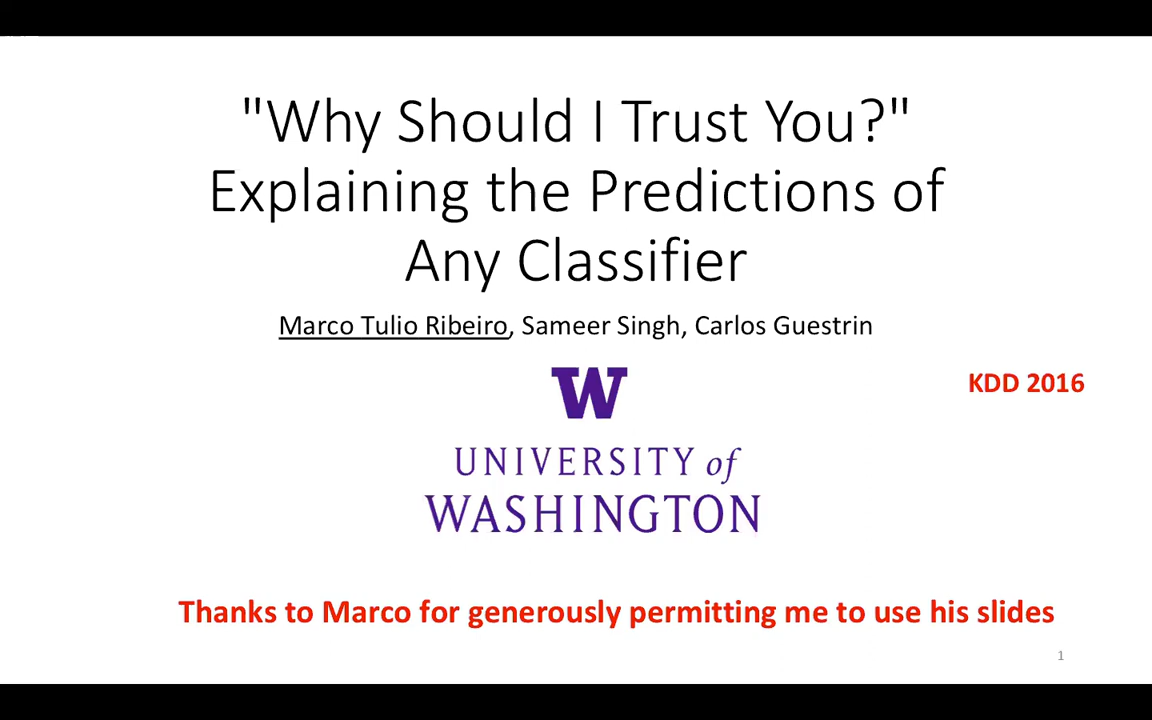 "Why Should I Trust You?"
Explaining the Predictions of
Any Classifier
Marco Tulio Ribeiro, Sameer Singh, Carlos Guestrin
KDD 2016
W
UNIVERSITY of
WASHINGTON
Thanks to Marco for generously permitting me to use his slides
1